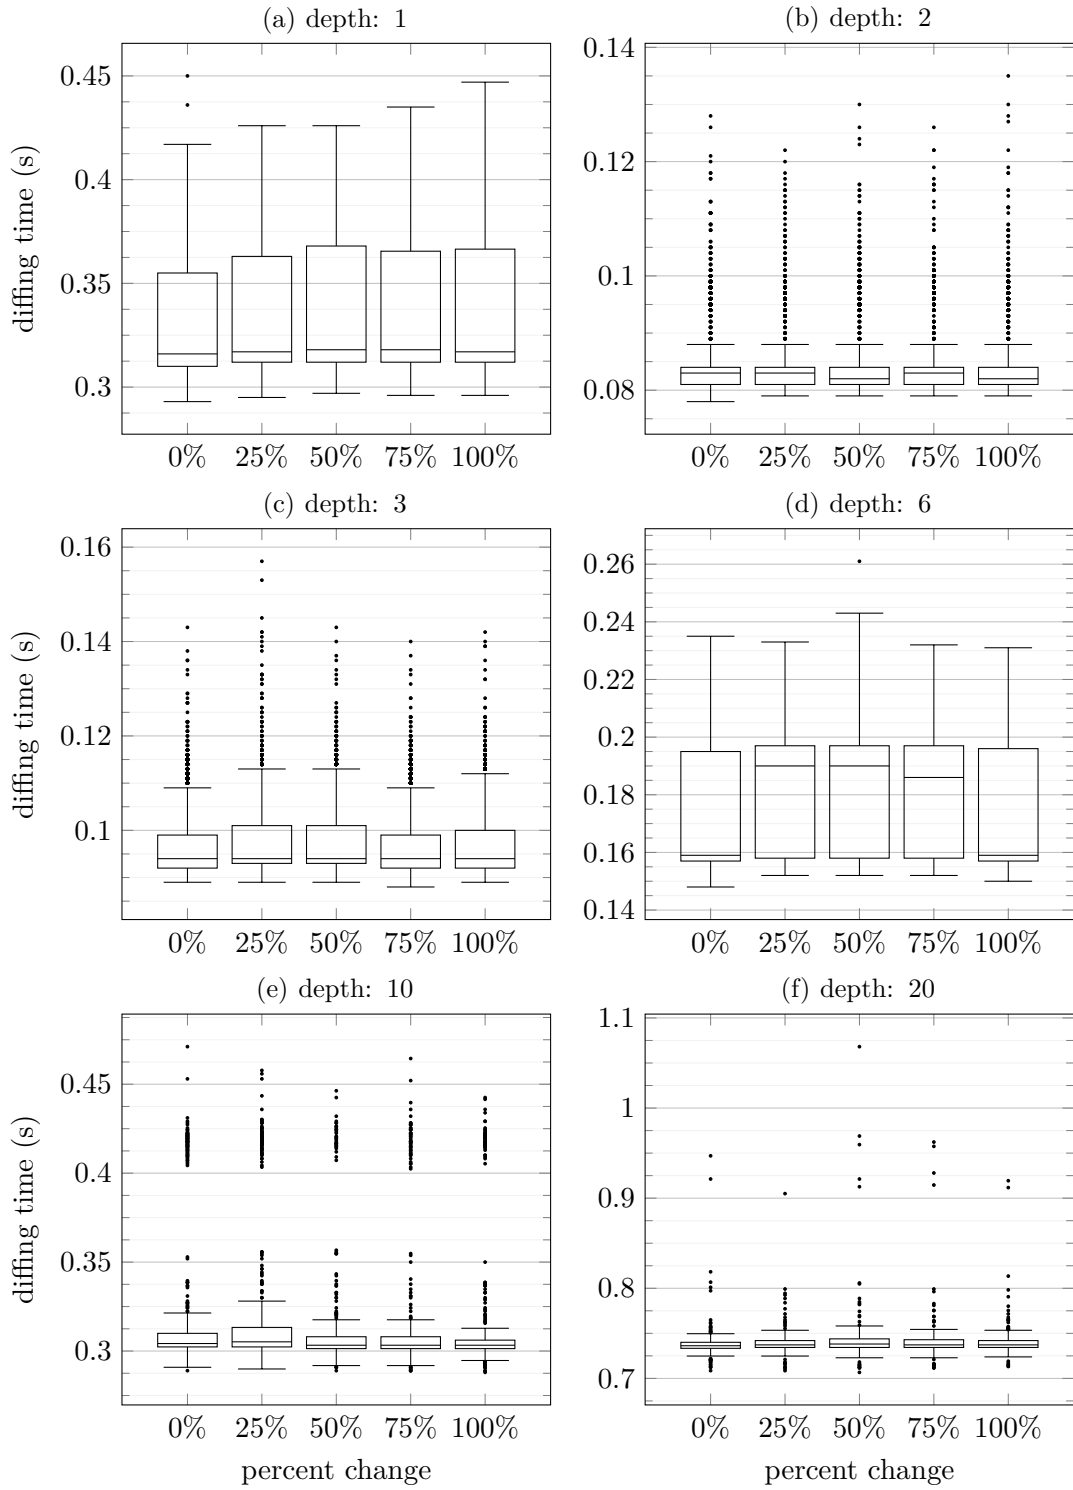 (a) depth: 1
(b) depth: 2
diffing time (s)
0.45
0.4
0.35
0.3
0% 25% 50% 75% 100%
0.14
0.12
0.1
0.08
0% 25% 50% 75% 100%
(c) depth: 3
(d) depth: 6
diffing time (s)
0.16
0.14
0.12
0.1
0% 25% 50% 75% 100%
0.26
0.24
0.22
0.2
0.18
0.16
0.14
0% 25% 50% 75% 100%
(e) depth: 10
(f) depth: 20
diffing time (s)
0.45
0.4
0.35
0.3
0% 25% 50% 75% 100%
percent change
1.1
1
0.9
0.8
0.7
0% 25% 50% 75% 100%
percent change